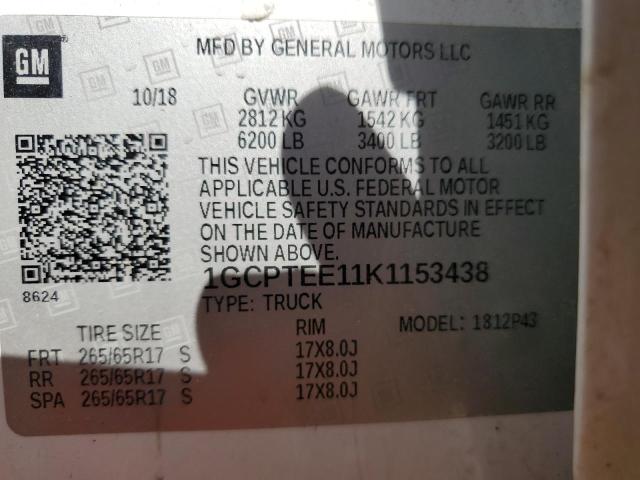 GM
MFD BY GENERAL MOTORS LLC
10/18 GVWR GAWR FRT GAWR RR
2812 KG 1542 KG 1451 KG
6200 LB 3400 LB 3200 LB
THIS VEHICLE CONFORMS TO ALL
APPLICABLE U.S. FEDERAL MOTOR
VEHICLE SAFETY STANDARDS IN EFFECT
ON THE DATE OF MANUFACTURE
SHOWN ABOVE.
8624
1GCPTEE11K1153438
TYPE: TRUCK
MODEL: 1812P43
TIRE SIZE RIM
FRT 265/65R17 S 17X8.0J
RR 265/65R17 S 17X8.0J
SPA 265/65R17 S 17X8.0J